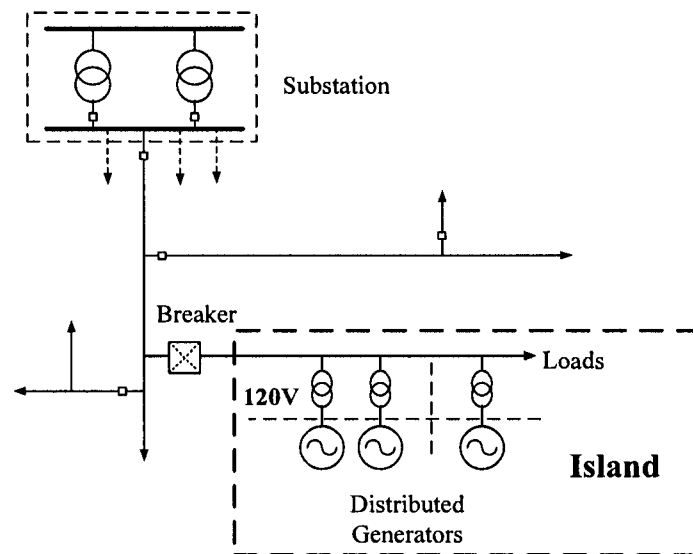 Substation
Breaker
Loads
120V
Island
Distributed
Generators